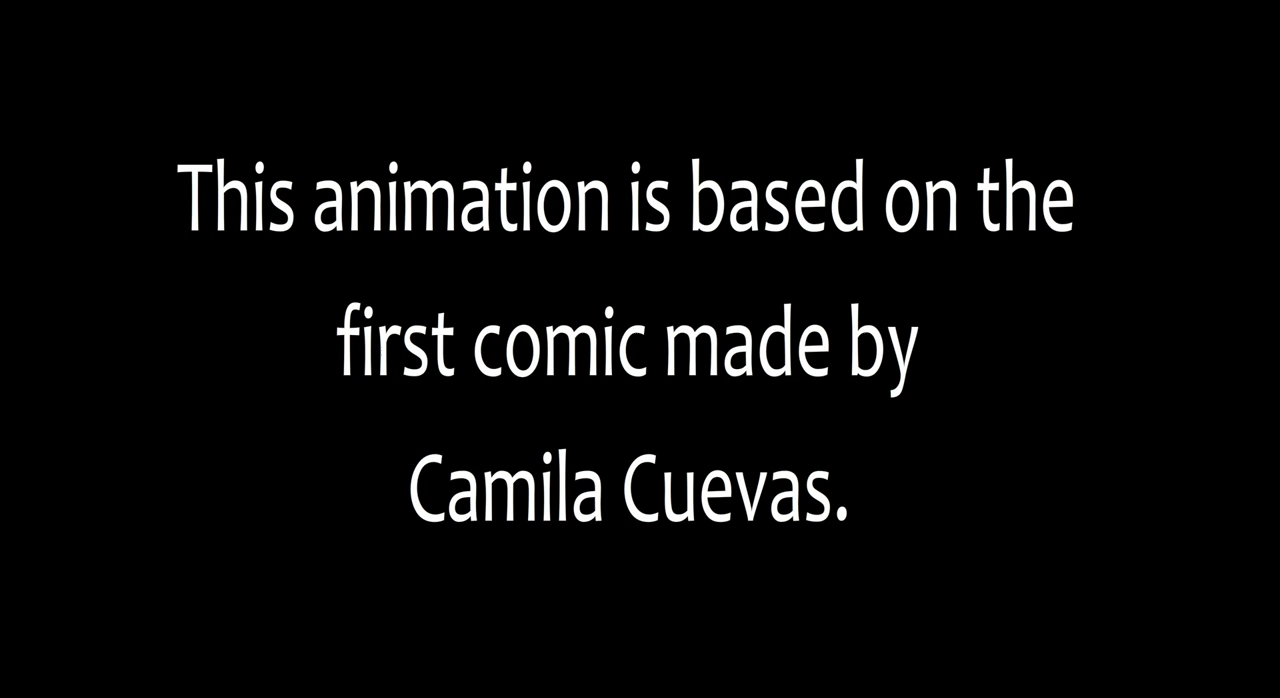 This animation is based on the
first comic made by
Camila Cuevas.